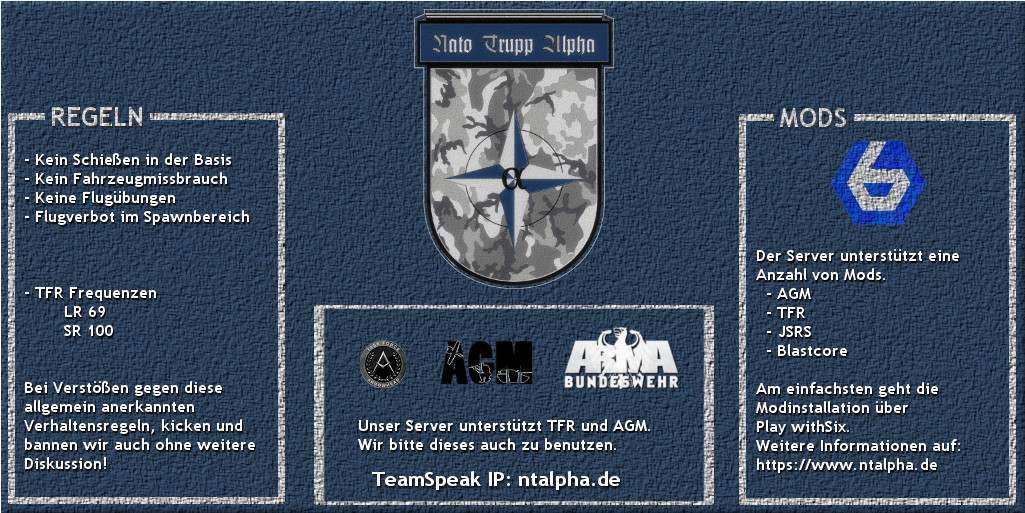 Nato Trupp Alpha
REGELN
- Kein Schießen in der Basis
- Kein Fahrzeugmissbrauch
- Keine Flugübungen
- Flugverbot im Spawnbereich
- TFR Frequenzen
LR 69
SR 100
Bei Verstößen gegen diese
allgemein anerkannten
Verhaltensregeln, kicken und
bannen wir auch ohne weitere
Diskussion!
α
TASK FORCE
ARROWHEAD
AGM
ARMA
BUNDESWEHR
Unser Server unterstützt TFR und AGM.
Wir bitte dieses auch zu benutzen.
TeamSpeak IP: ntalpha.de
MODS
6
Der Server unterstützt eine
Anzahl von Mods.
- AGM
- TFR
- JSRS
- Blastcore
Am einfachsten geht die
Modinstallation über
Play withSix.
Weitere Informationen auf:
https://www.ntalpha.de